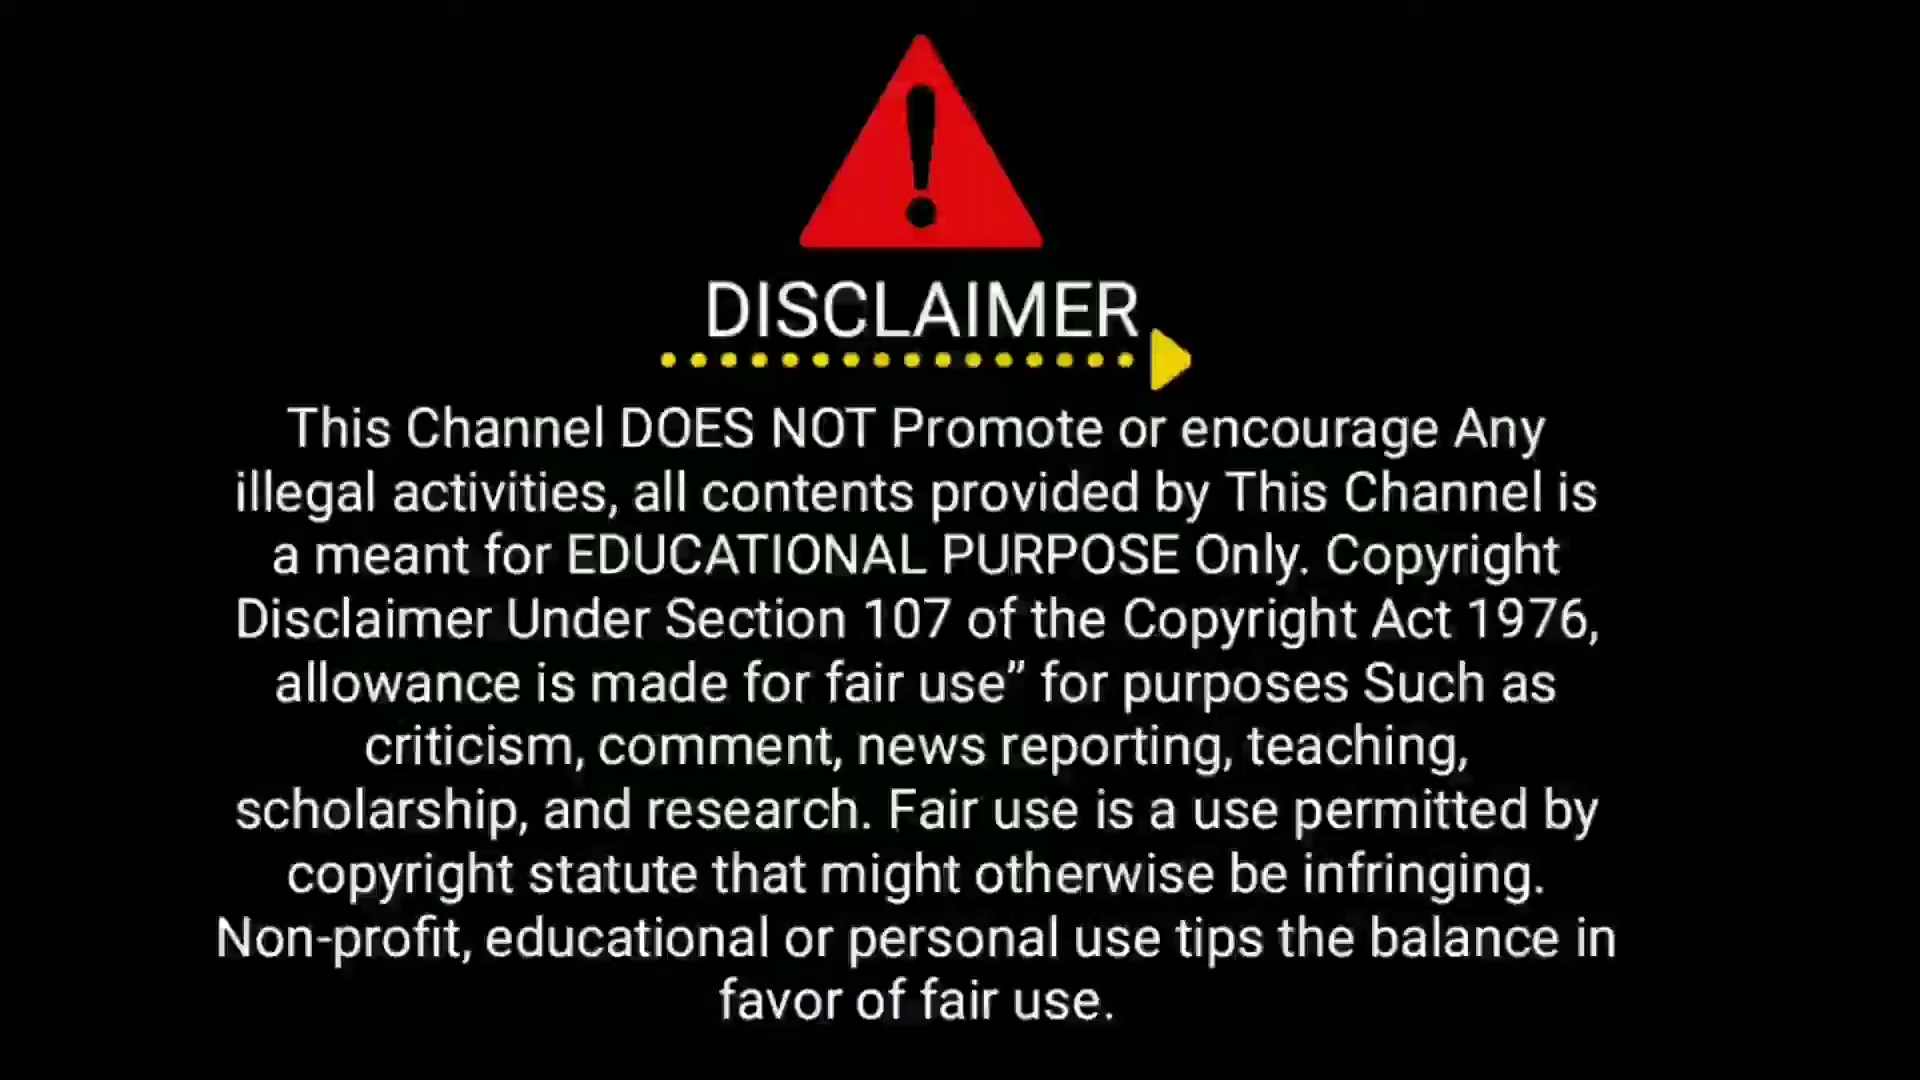 DISCLAIMER
This Channel DOES NOT Promote or encourage Any
illegal activities, all contents provided by This Channel is
a meant for EDUCATIONAL PURPOSE Only. Copyright
Disclaimer Under Section 107 of the Copyright Act 1976,
allowance is made for fair use” for purposes Such as
criticism, comment, news reporting, teaching,
scholarship, and research. Fair use is a use permitted by
copyright statute that might otherwise be infringing.
Non-profit, educational or personal use tips the balance in
favor of fair use.